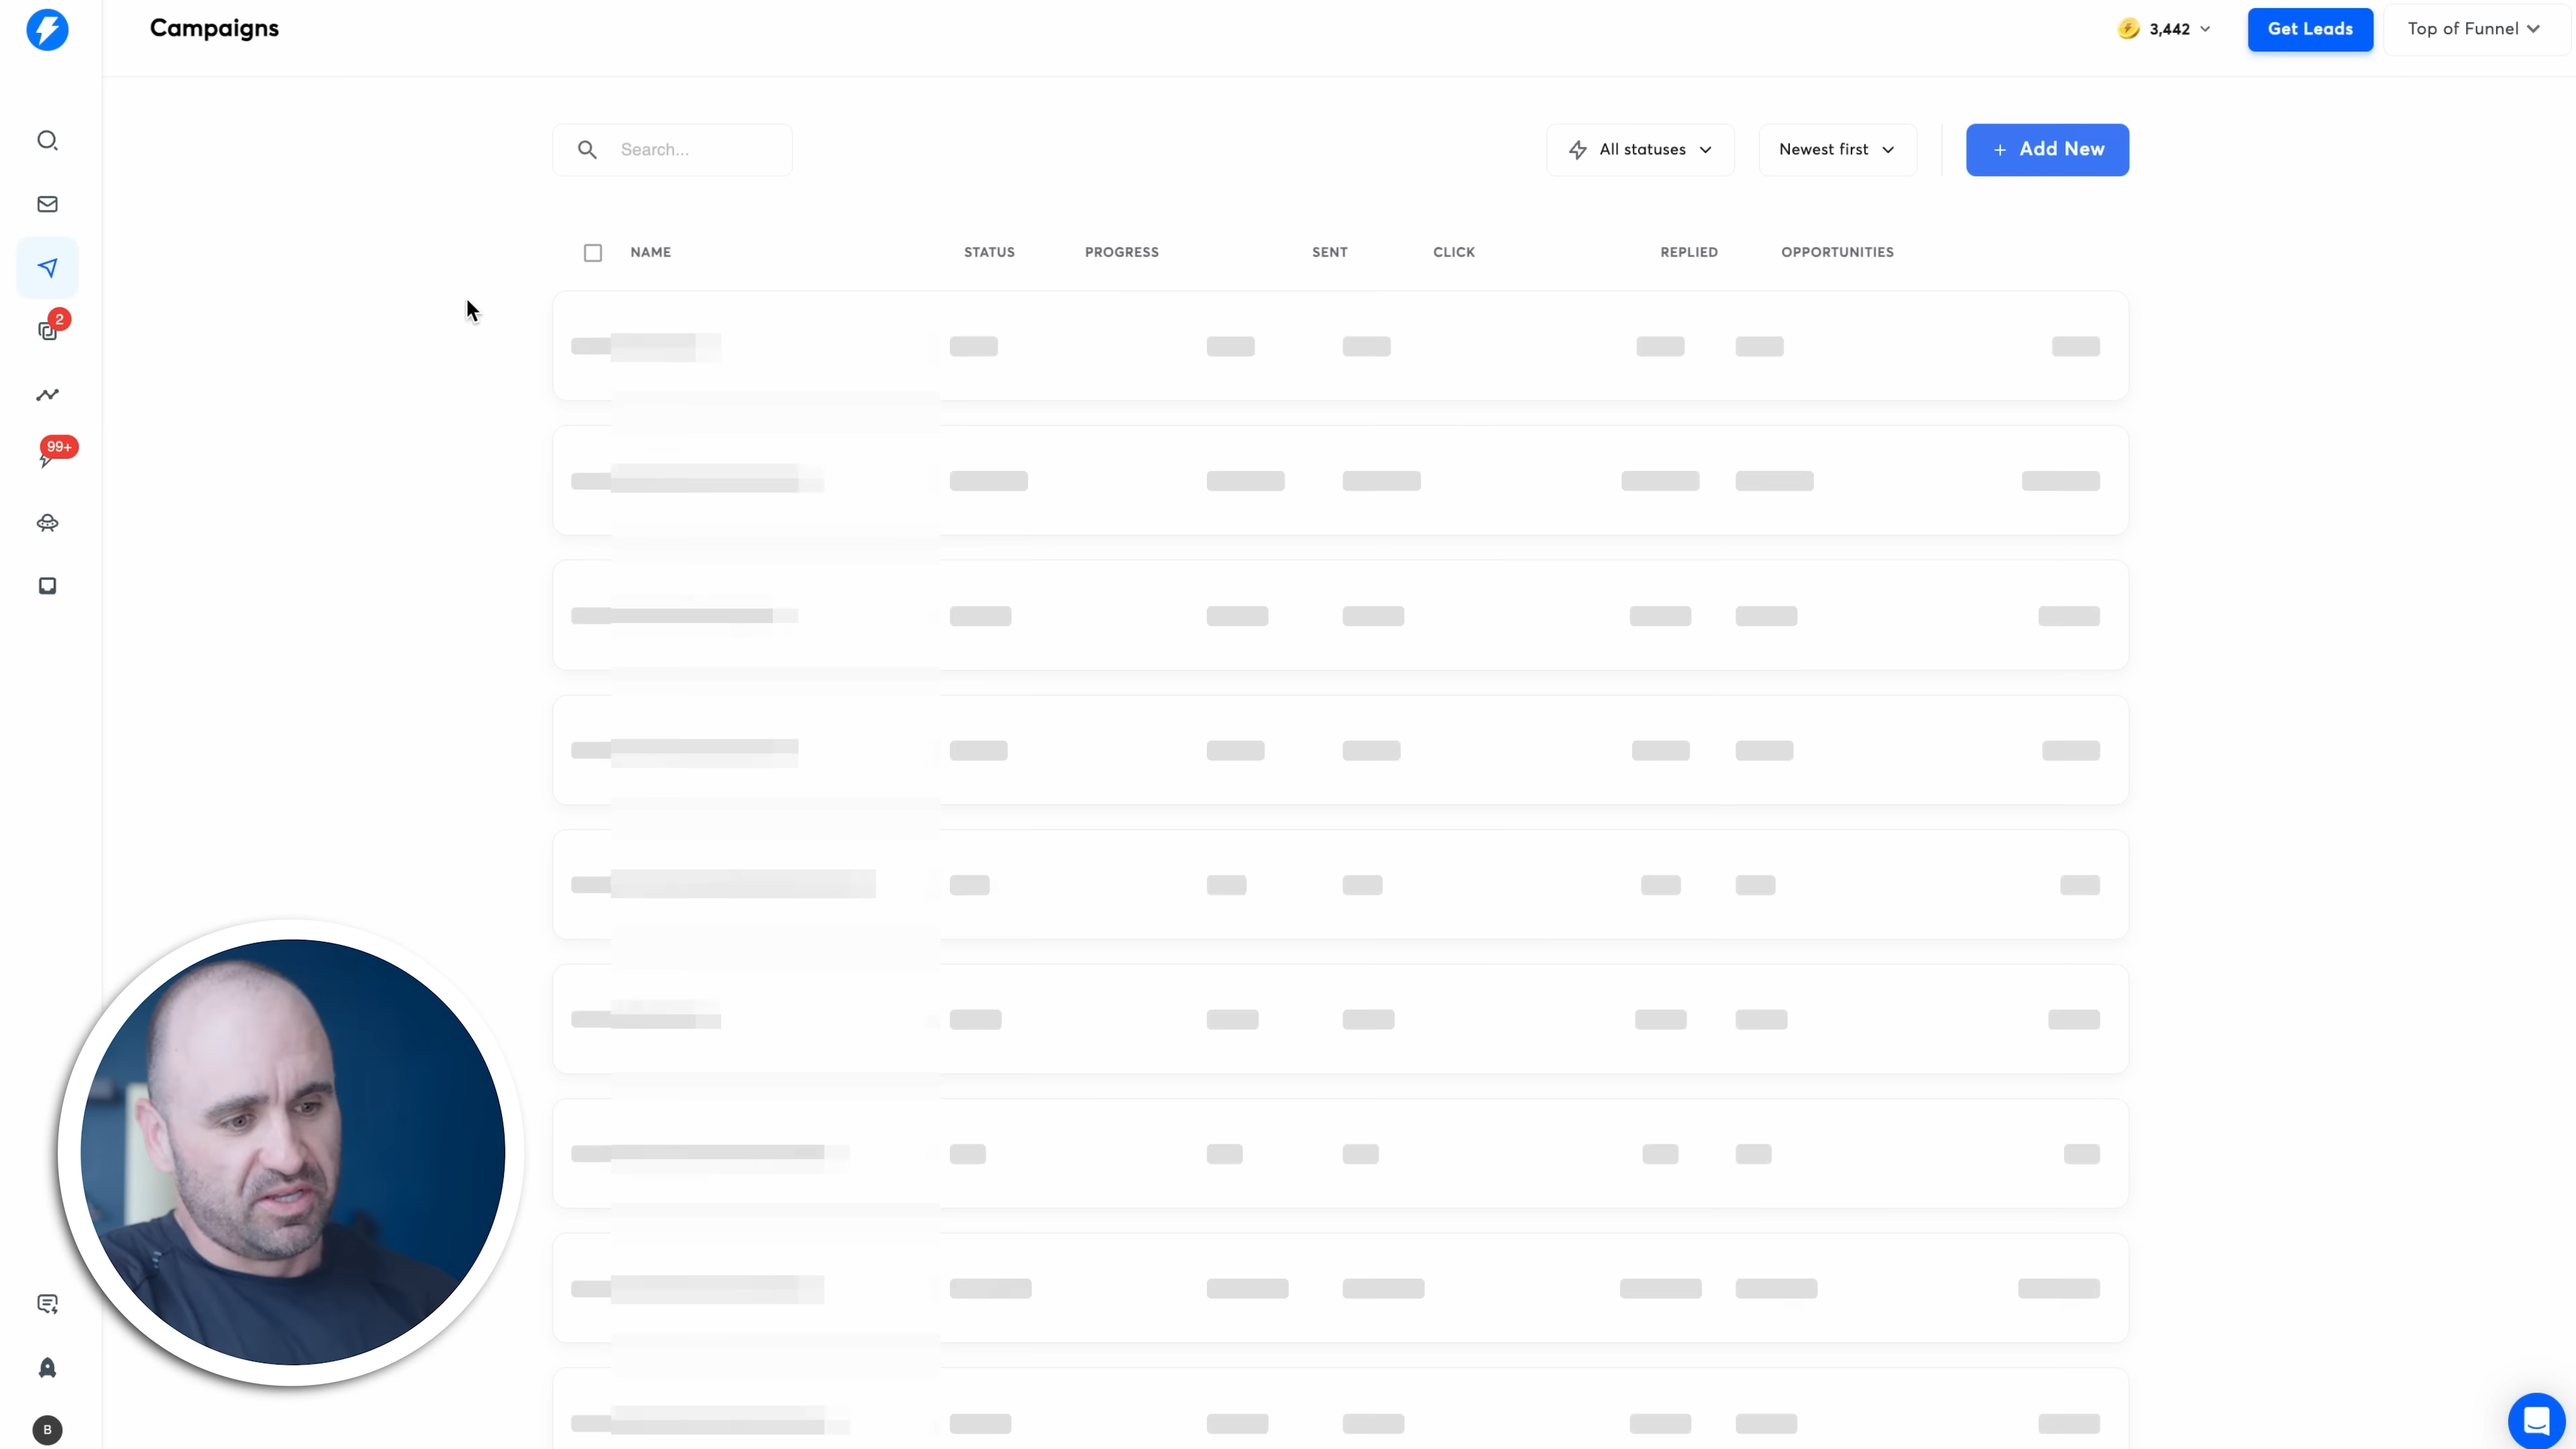 Campaigns
3,442
Get Leads
Top of Funnel
Search...
All statuses
Newest first
+ Add New
NAME
STATUS
PROGRESS
SENT
CLICK
REPLIED
OPPORTUNITIES
2
99+
B